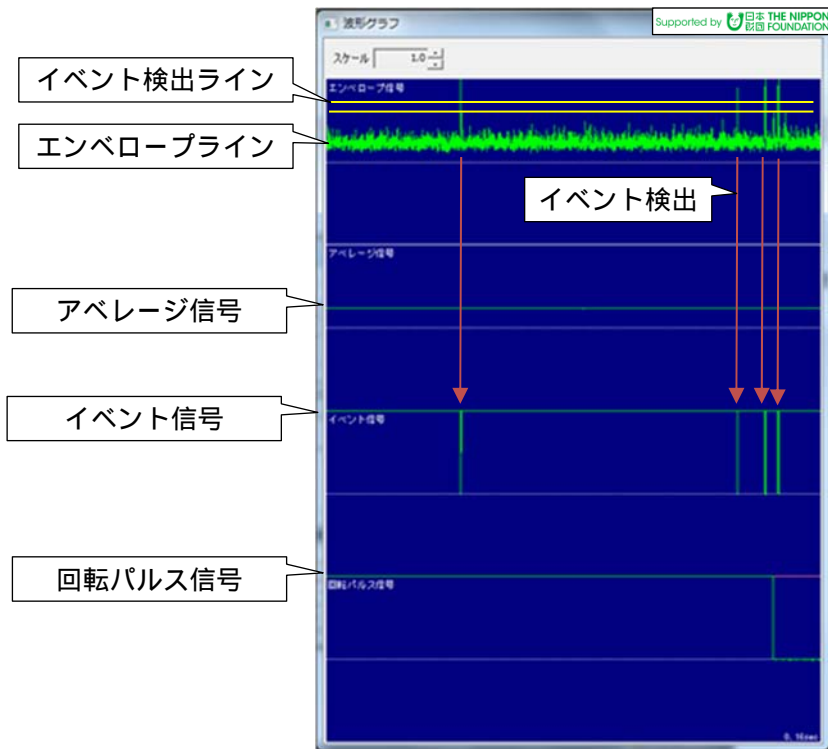 波形グラフ
Supported by 日本財団 THE NIPPON FOUNDATION
スケール 1.0
イベント検出ライン
エンベロープ信号
エンベロープライン
イベント検出
アベレージ信号
アベレージ信号
イベント信号
イベント信号
回転パルス信号
回転パルス信号
0.16sec